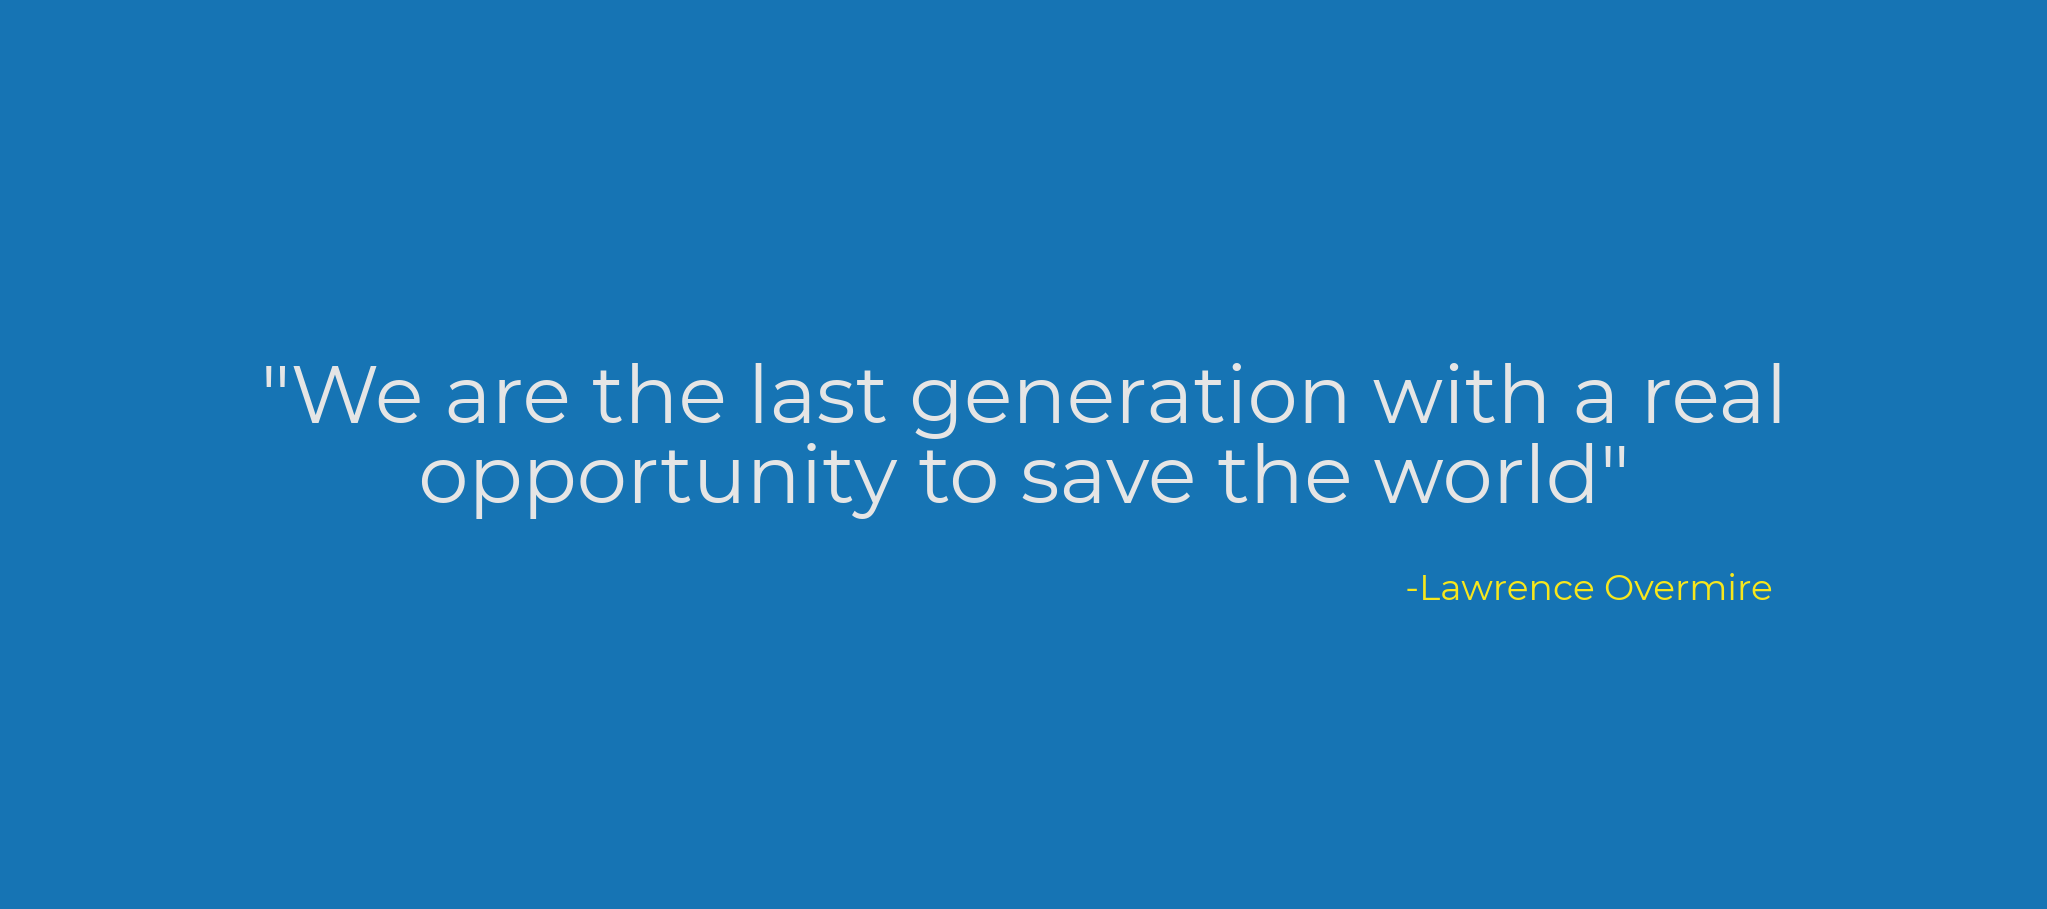 "We are the last generation with a real
opportunity to save the world"
-Lawrence Overmire